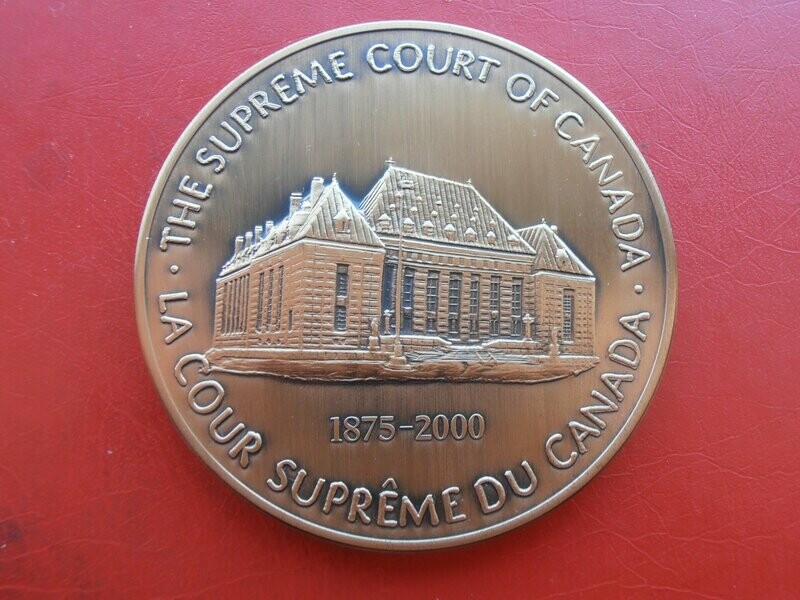 · THE SUPREME COURT OF CANADA ·
1875-2000
LA COUR SUPRÊME DU CANADA